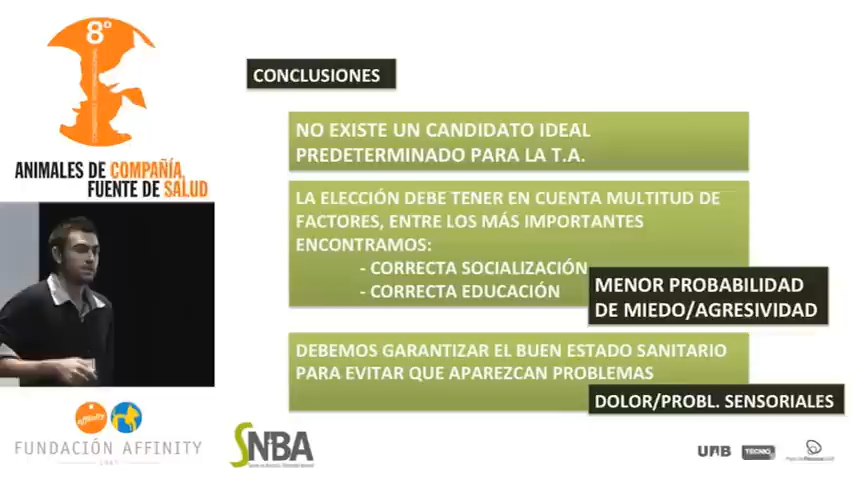 8º
ANIMALES DE COMPAÑÍA,
FUENTE DE SALUD
CONCLUSIONES
NO EXISTE UN CANDIDATO IDEAL
PREDETERMINADO PARA LA T.A.
LA ELECCIÓN DEBE TENER EN CUENTA MULTITUD DE
FACTORES, ENTRE LOS MÁS IMPORTANTES
ENCONTRAMOS:
- CORRECTA SOCIALIZACIÓN
- CORRECTA EDUCACIÓN
MENOR PROBABILIDAD
DE MIEDO/AGRESIVIDAD
DEBEMOS GARANTIZAR EL BUEN ESTADO SANITARIO
PARA EVITAR QUE APAREZCAN PROBLEMAS
DOLOR/PROBL. SENSORIALES
affinity
FUNDACIÓN AFFINITY
SNBA
UAB
TECNIQ